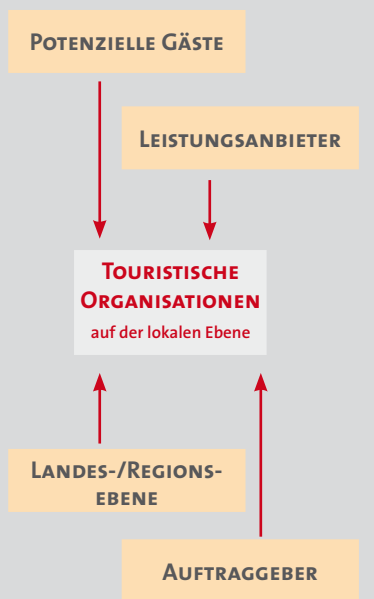 Potenzielle Gäste
Leistungsanbieter
Touristische
Organisationen
auf der lokalen Ebene
Landes-/Regions-
ebene
Auftraggeber